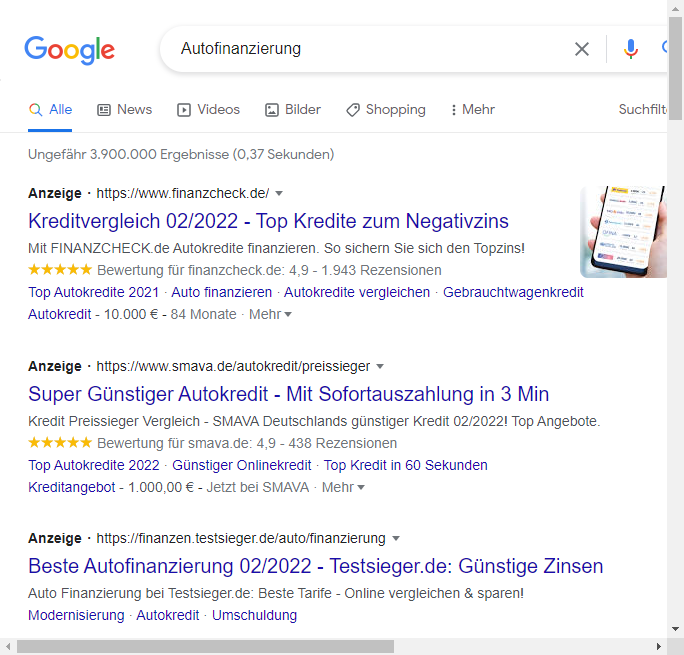 Google
Autofinanzierung
Alle News Videos Bilder Shopping Mehr Suchfilt
Ungefähr 3.900.000 Ergebnisse (0,37 Sekunden)
Anzeige · https://www.finanzcheck.de/
Kreditvergleich 02/2022 - Top Kredite zum Negativzins
Mit FINANZCHECK.de Autokredite finanzieren. So sichern Sie sich den Topzins!
Bewertung für finanzcheck.de: 4,9 - 1.943 Rezensionen
Top Autokredite 2021 · Auto finanzieren · Autokredite vergleichen · Gebrauchtwagenkredit
Autokredit - 10.000 € - 84 Monate · Mehr
Anzeige · https://www.smava.de/autokredit/preissieger
Super Günstiger Autokredit - Mit Sofortauszahlung in 3 Min
Kredit Preissieger Vergleich - SMAVA Deutschlands günstiger Kredit 02/2022! Top Angebote.
Bewertung für smava.de: 4,9 - 438 Rezensionen
Top Autokredite 2022 · Günstiger Onlinekredit · Top Kredit in 60 Sekunden
Kreditangebot - 1.000,00 € - Jetzt bei SMAVA · Mehr
Anzeige · https://finanzen.testsieger.de/auto/finanzierung
Beste Autofinanzierung 02/2022 - Testsieger.de: Günstige Zinsen
Auto Finanzierung bei Testsieger.de: Beste Tarife - Online vergleichen & sparen!
Modernisierung · Autokredit · Umschuldung